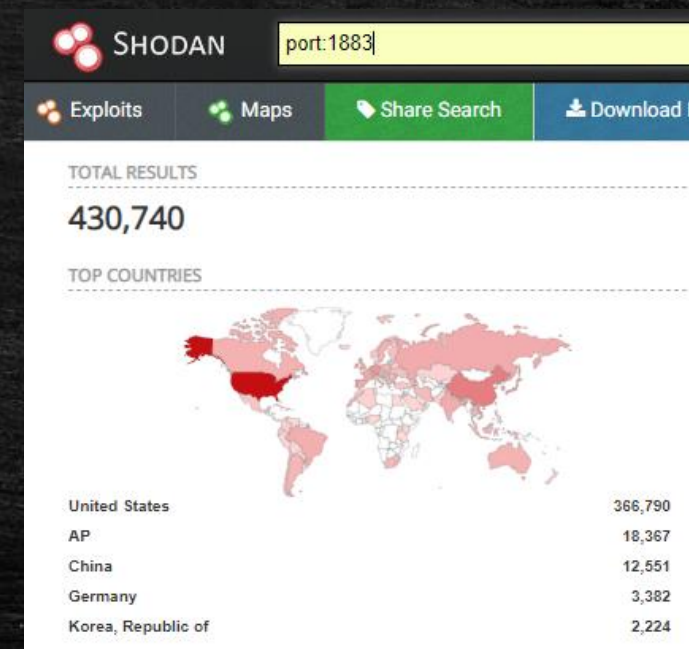 SHODAN port:1883
Exploits Maps Share Search Download
TOTAL RESULTS
430,740
TOP COUNTRIES
United States 366,790
AP 18,367
China 12,551
Germany 3,382
Korea, Republic of 2,224